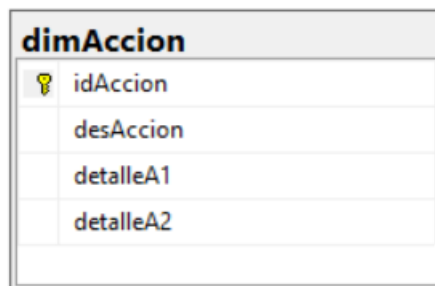 dimAccion
idAccion
desAccion
detalleA1
detalleA2